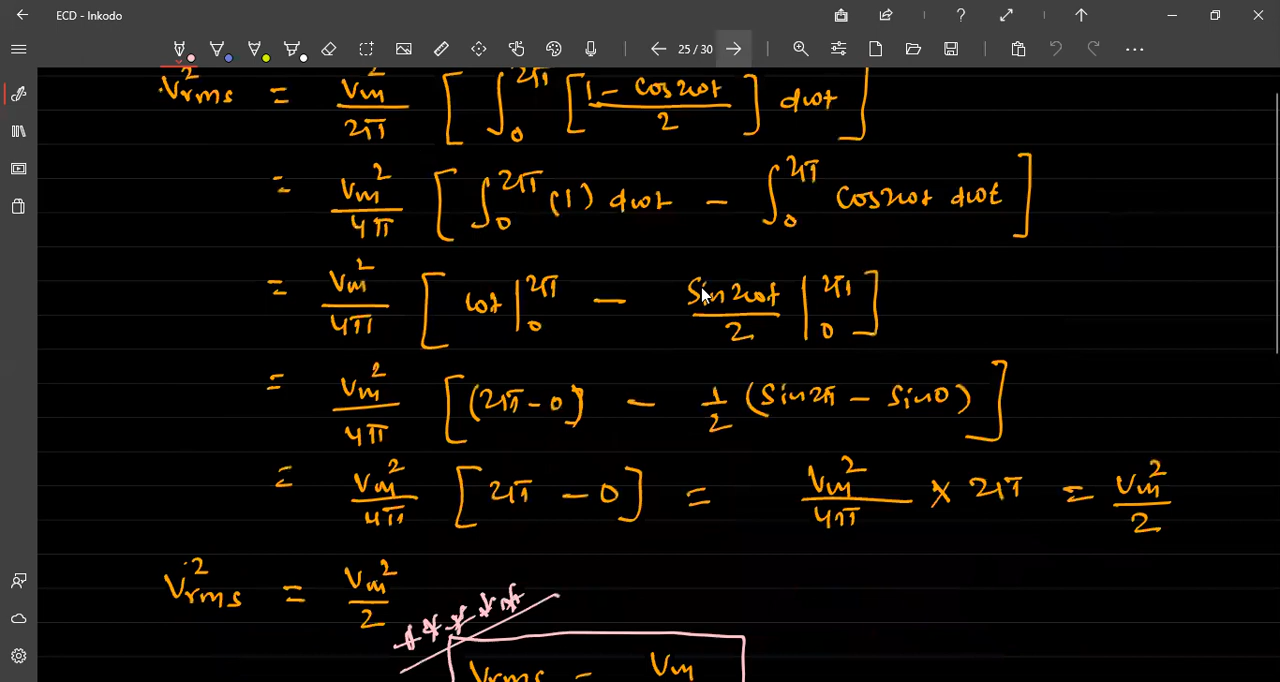 ECD - Inkodo
25 / 30
Vrms² = Vm²/2π [ ∫₀^2π [ (1 - cos2ωt)/2 ] dωt ]
= Vm²/4π [ ∫₀^2π (1) dωt - ∫₀^2π cos2ωt dωt ]
= Vm²/4π [ ωt |₀^2π - sin2ωt/2 |₀^2π ]
= Vm²/4π [ (2π-0) - 1/2 (sin2π - sin0) ]
= Vm²/4π [ 2π - 0 ] = Vm²/4π × 2π = Vm²/2
Vrms² = Vm²/2
Vrms = Vm